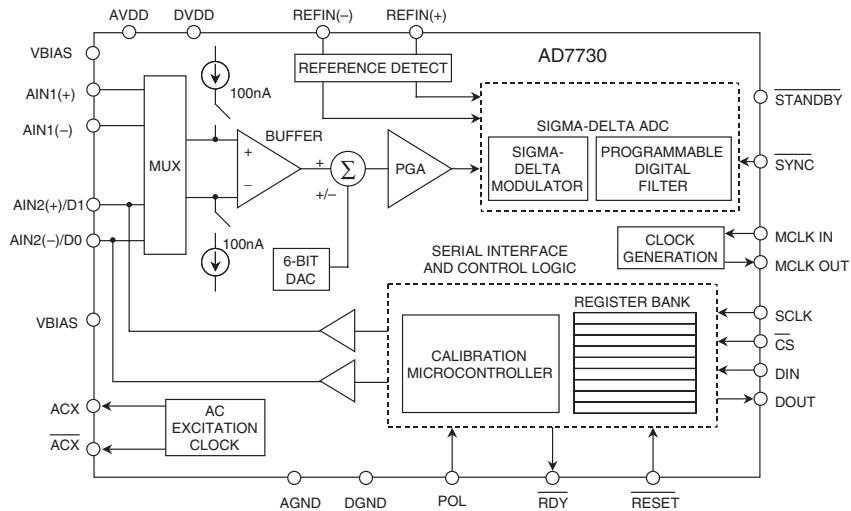 AVDD
DVDD
REFIN(–)
REFIN(+)
VBIAS
AD7730
REFERENCE DETECT
AIN1(+)
100nA
STANDBY
AIN1(–)
BUFFER
SIGMA-DELTA ADC
MUX
+
–
+
+/–
Σ
PGA
SIGMA-
DELTA
MODULATOR
PROGRAMMABLE
DIGITAL
FILTER
SYNC
AIN2(+)/D1
AIN2(–)/D0
100nA
6-BIT
DAC
SERIAL INTERFACE
AND CONTROL LOGIC
CLOCK
GENERATION
MCLK IN
MCLK OUT
VBIAS
REGISTER BANK
SCLK
CS
CALIBRATION
MICROCONTROLLER
DIN
DOUT
ACX
AC
EXCITATION
CLOCK
ACX
AGND
DGND
POL
RDY
RESET